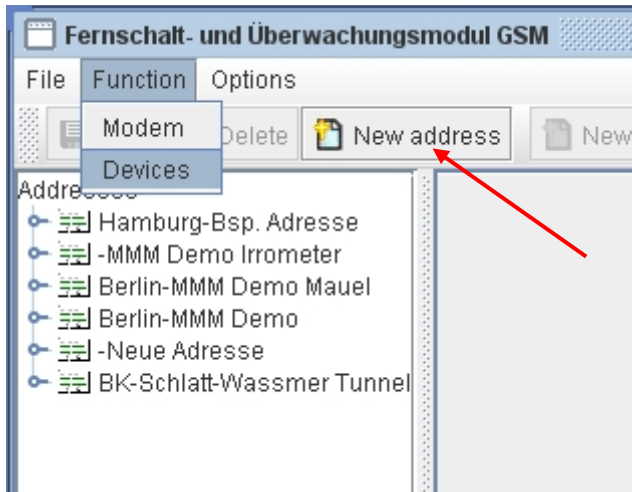 Fernschalt- und Überwachungsmodul GSM
File Function Options
Modem
Delete New address New
Devices
Hamburg-Bsp. Adresse
-MMM Demo Irrometer
Berlin-MMM Demo Mauel
Berlin-MMM Demo
-Neue Adresse
BK-Schlatt-Wassmer Tunnel